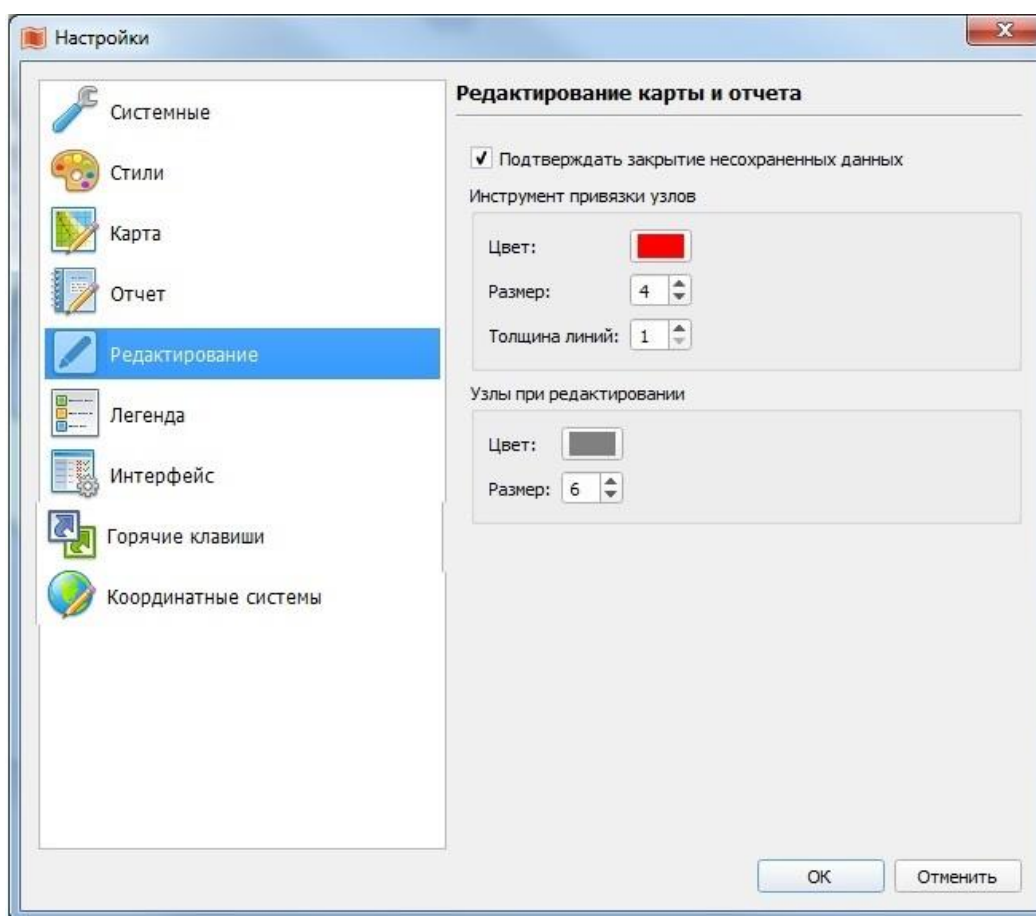 Настройки
Системные
Стили
Карта
Отчет
Редактирование
Легенда
Интерфейс
Горячие клавиши
Координатные системы
Редактирование карты и отчета
Подтверждать закрытие несохраненных данных
Инструмент привязки узлов
Цвет:
Размер: 4
Толщина линий: 1
Узлы при редактировании
Цвет:
Размер: 6
OK Отменить